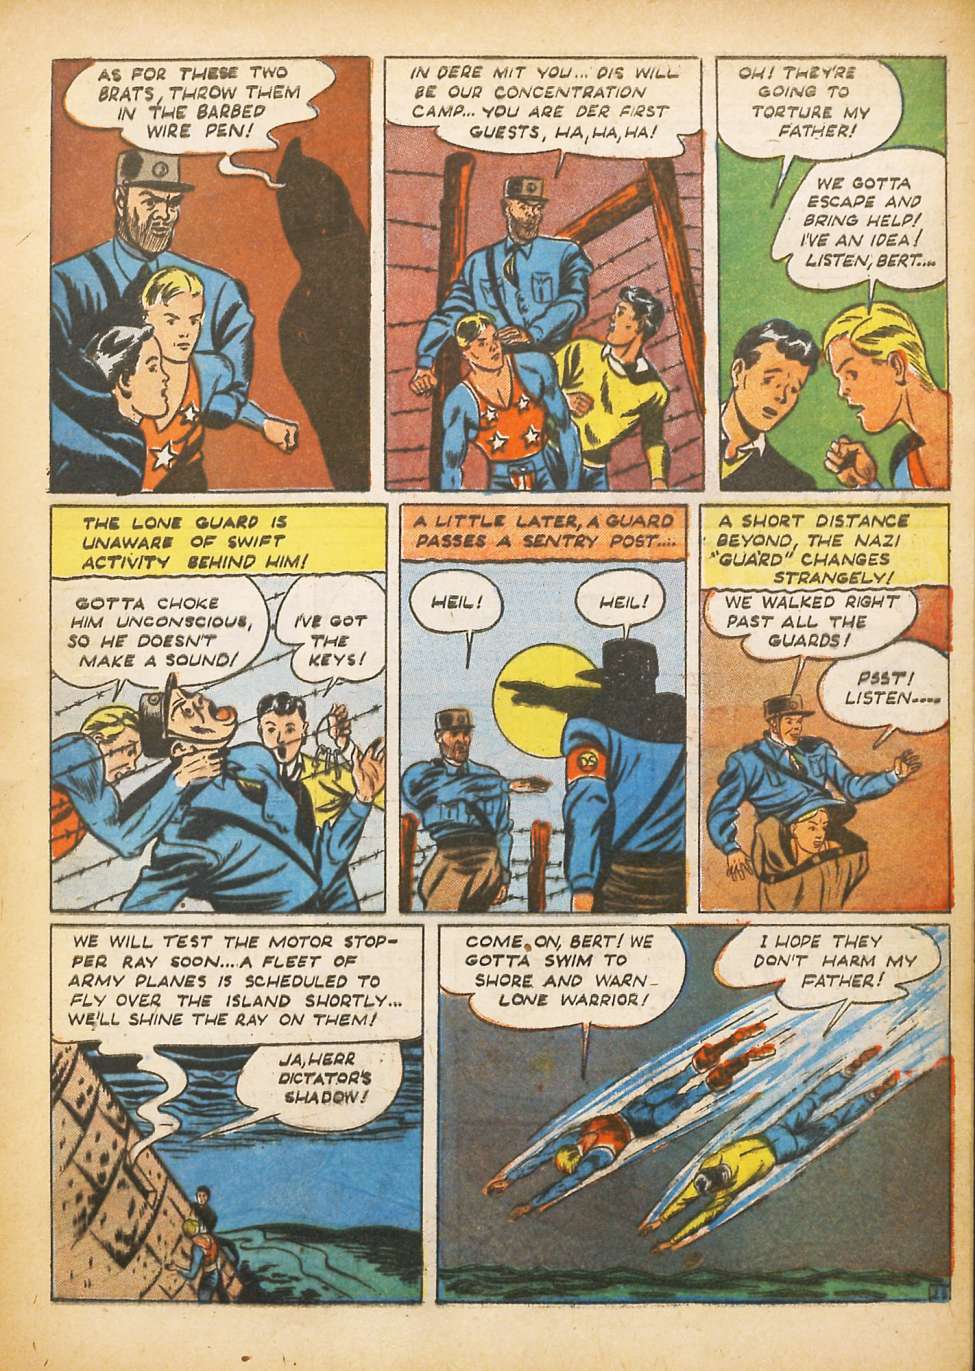 AS FOR THESE TWO
BRATS, THROW THEM
IN THE BARBED
WIRE PEN!
IN DERE MIT YOU... DIS WILL
BE OUR CONCENTRATION
CAMP... YOU ARE DER FIRST
GUESTS, HA, HA, HA!
OH! THEY'RE
GOING TO
TORTURE MY
FATHER!
WE GOTTA
ESCAPE AND
BRING HELP!
I'VE AN IDEA!
LISTEN, BERT....
THE LONE GUARD IS
UNAWARE OF SWIFT
ACTIVITY BEHIND HIM!
GOTTA CHOKE
HIM UNCONSCIOUS,
SO HE DOESN'T
MAKE A SOUND!
I'VE GOT
THE
KEYS!
A LITTLE LATER, A GUARD
PASSES A SENTRY POST....
HEIL!
HEIL!
A SHORT DISTANCE
BEYOND, THE NAZI
"GUARD" CHANGES
STRANGELY!
WE WALKED RIGHT
PAST ALL THE
GUARDS!
PSST!
LISTEN----
WE WILL TEST THE MOTOR STOP-
PER RAY SOON....A FLEET OF
ARMY PLANES IS SCHEDULED TO
FLY OVER THE ISLAND SHORTLY...
WE'LL SHINE THE RAY ON THEM!
JA, HERR
DICTATOR'S
SHADOW!
COME ON, BERT! WE
GOTTA SWIM TO
SHORE AND WARN
LONE WARRIOR!
I HOPE THEY
DON'T HARM MY
FATHER!